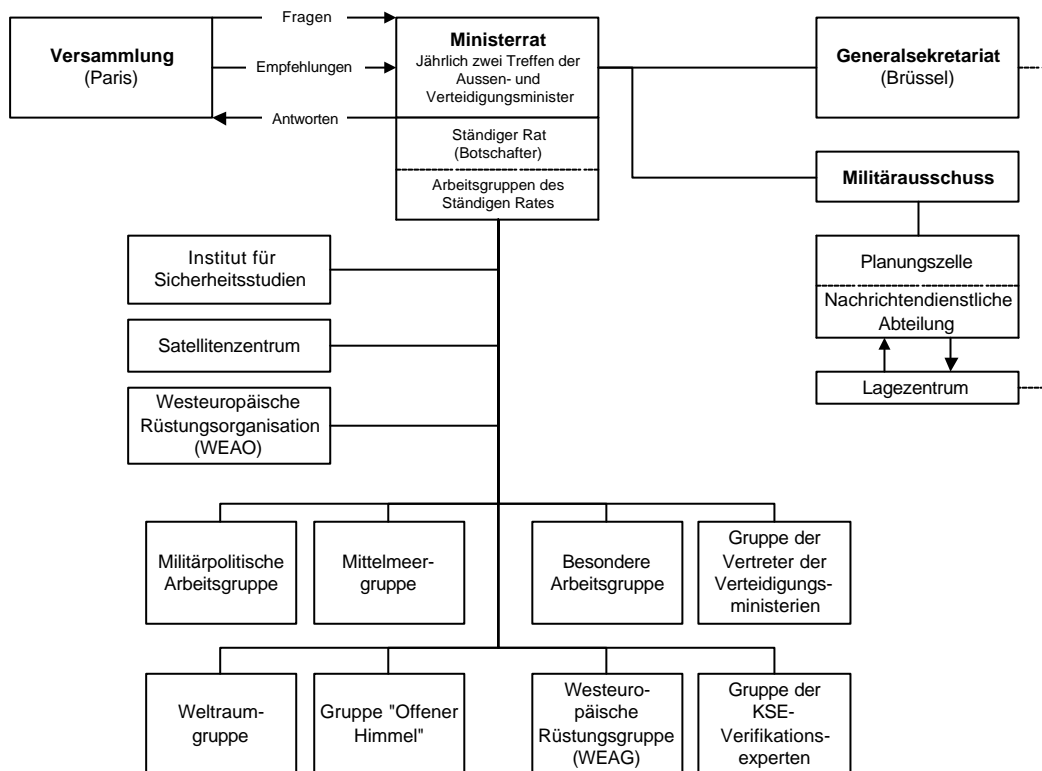 Versammlung
(Paris)
Fragen
Empfehlungen
Antworten
Ministerrat
Jährlich zwei Treffen der
Aussen- und
Verteidigungsminister
Ständiger Rat
(Botschafter)
Arbeitsgruppen des
Ständigen Rates
Generalsekretariat
(Brüssel)
Militärausschuss
Planungszelle
Nachrichtendienstliche
Abteilung
Lagezentrum
Institut für
Sicherheitsstudien
Satellitenzentrum
Westeuropäische
Rüstungsorganisation
(WEAO)
Militärpolitische
Arbeitsgruppe
Mittelmeer-
gruppe
Besondere
Arbeitsgruppe
Gruppe der
Vertreter der
Verteidigungs-
ministerien
Weltraum-
gruppe
Gruppe "Offener
Himmel"
Westeuro-
päische
Rüstungsgruppe
(WEAG)
Gruppe der
KSE-
Verifikations-
experten